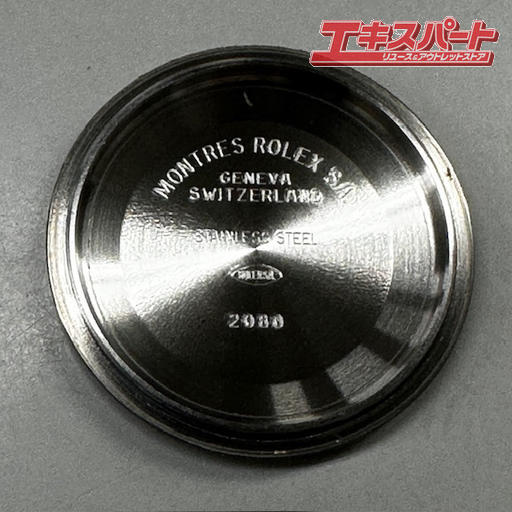 エキスパート
リユース&アウトレットストア
MONTRES ROLEX S/A
GENEVA
SWITZERLAND
STAINLESS STEEL
2080